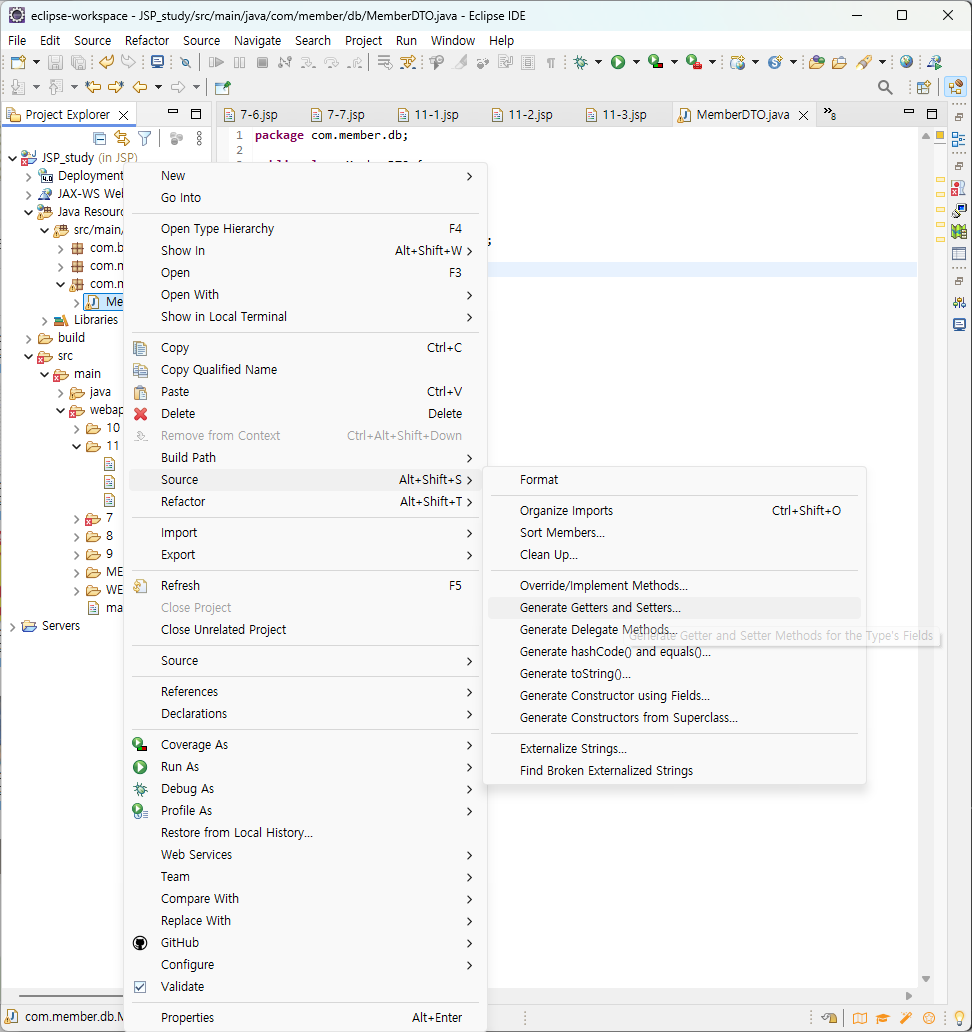 eclipse-workspace - JSP_study/src/main/java/com/member/db/MemberDTO.java - Eclipse IDE
File Edit Source Refactor Source Navigate Search Project Run Window Help
Project Explorer
7-6.jsp 7-7.jsp 11-1.jsp 11-2.jsp 11-3.jsp MemberDTO.java »8
JSP_study (in JSP)
Deployment
JAX-WS Web
Java Resourc
src/main/
com.b
com.m
com.m
Me
Libraries
build
src
main
java
webap
10
11
7
8
9
ME
WE
ma
Servers
1 package com.member.db;
2
;
New
Go Into
Open Type Hierarchy F4
Show In Alt+Shift+W
Open F3
Open With
Show in Local Terminal
Copy Ctrl+C
Copy Qualified Name
Paste Ctrl+V
Delete Delete
Remove from Context Ctrl+Alt+Shift+Down
Build Path
Source Alt+Shift+S
Refactor Alt+Shift+T
Import
Export
Refresh F5
Close Project
Close Unrelated Project
Source
References
Declarations
Coverage As
Run As
Debug As
Profile As
Restore from Local History...
Web Services
Team
Compare With
Replace With
GitHub
Configure
Validate
Properties Alt+Enter
Format
Organize Imports Ctrl+Shift+O
Sort Members...
Clean Up...
Override/Implement Methods...
Generate Getters and Setters...
Generate Delegate Methods...
Generate Getter and Setter Methods for the Type's Fields
Generate hashCode() and equals()...
Generate toString()...
Generate Constructor using Fields...
Generate Constructors from Superclass...
Externalize Strings...
Find Broken Externalized Strings
com.member.db.M